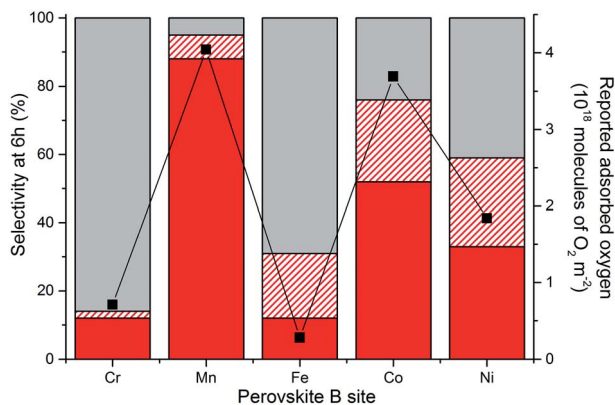 100
80
60
40
20
0
Selectivity at 6h (%)
4
3
2
1
0
Reported adsorbed oxygen
(10¹⁸ molecules of O₂ m⁻²)
Cr Mn Fe Co Ni
Perovskite B site